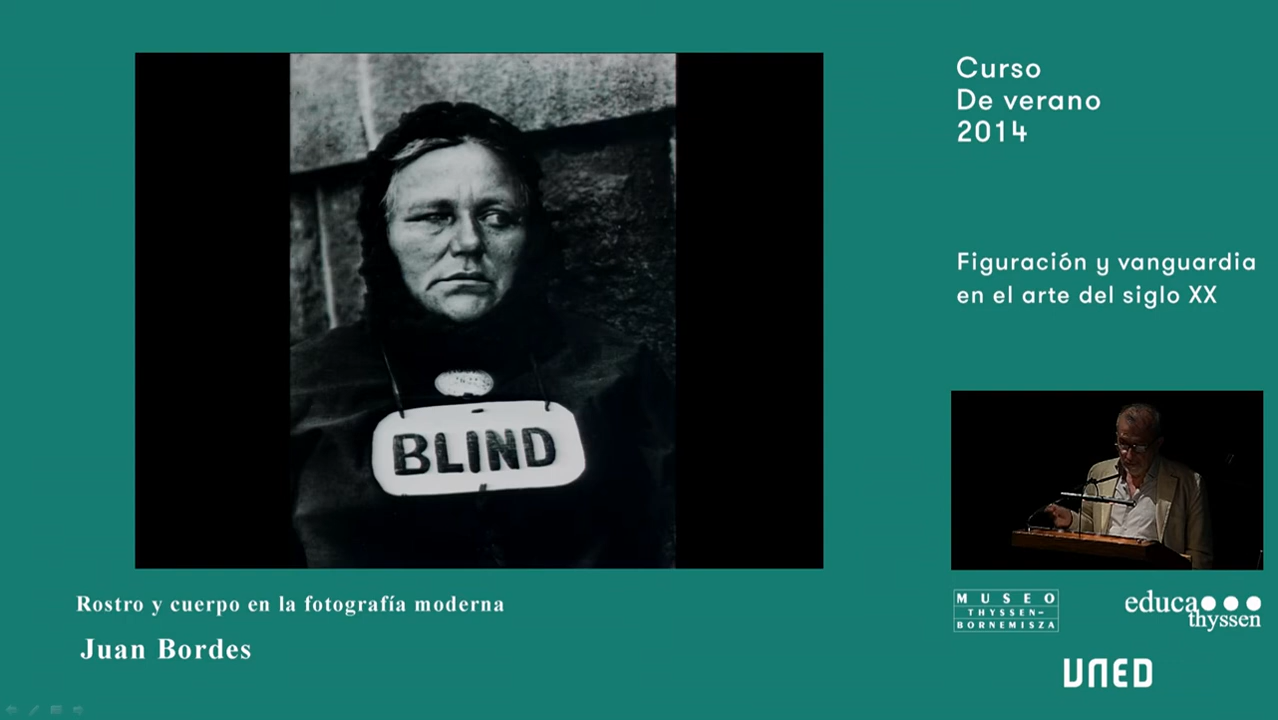 BLIND
Rostro y cuerpo en la fotografía moderna
Juan Bordes
Curso
De verano
2014
Figuración y vanguardia
en el arte del siglo XX
MUSEO
THYSSEN-
BORNEMISZA
educa
thyssen
UNED